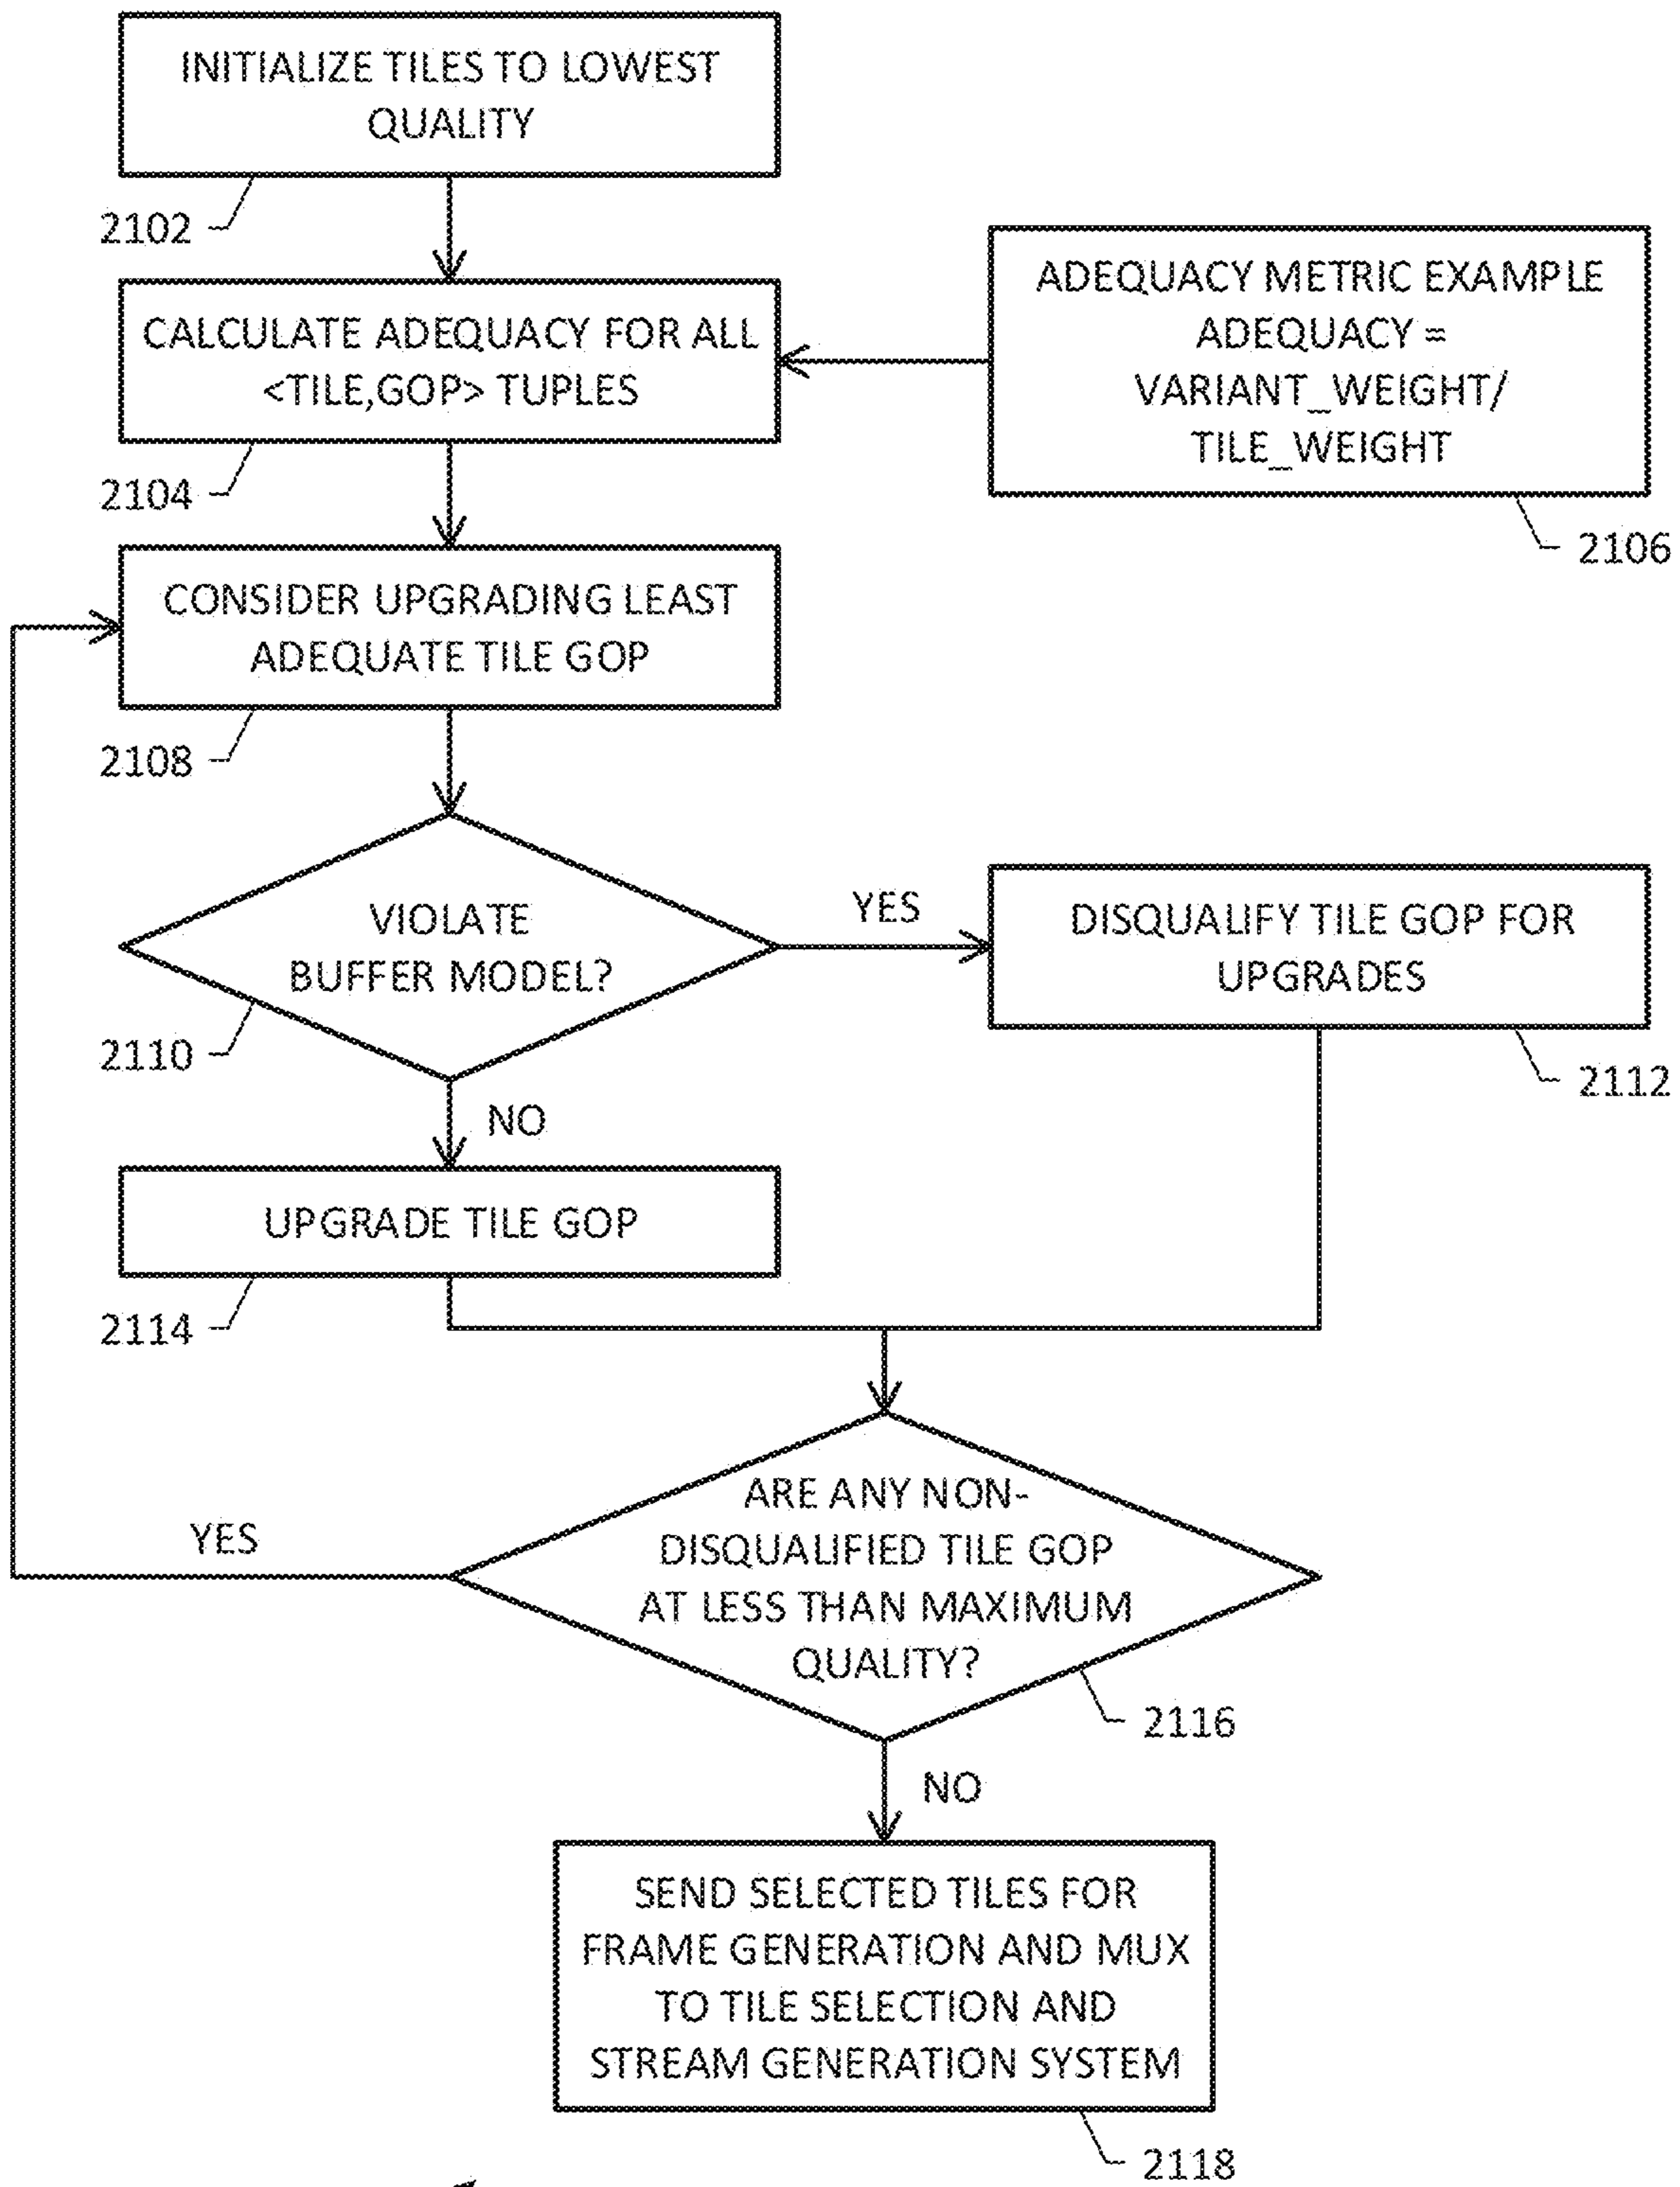 INITIALIZE TILES TO LOWEST
QUALITY
2102
CALCULATE ADEQUACY FOR ALL
<TILE,GOP> TUPLES
2104
ADEQUACY METRIC EXAMPLE
ADEQUACY =
VARIANT_WEIGHT/
TILE_WEIGHT
2106
CONSIDER UPGRADING LEAST
ADEQUATE TILE GOP
2108
VIOLATE
BUFFER MODEL?
2110
YES
DISQUALIFY TILE GOP FOR
UPGRADES
2112
NO
UPGRADE TILE GOP
2114
ARE ANY NON-
DISQUALIFIED TILE GOP
AT LESS THAN MAXIMUM
QUALITY?
2116
YES
NO
SEND SELECTED TILES FOR
FRAME GENERATION AND MUX
TO TILE SELECTION AND
STREAM GENERATION SYSTEM
2118